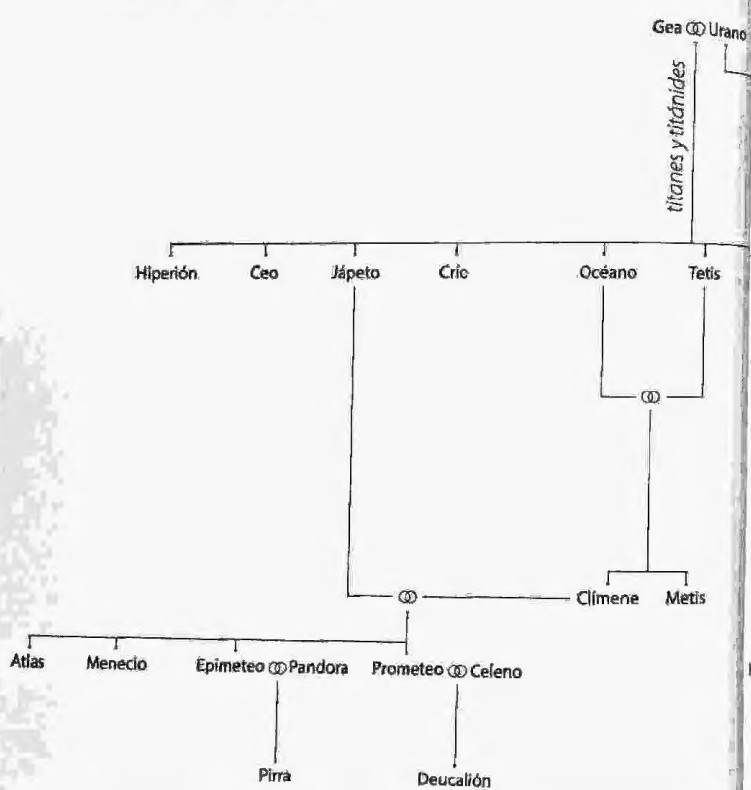 Gea Urano
titanes y titánides
Hiperión Ceo Jápeto Crío Océano Tetis
Clímene Metis
Atlas Menecio Epimeteo Pandora Prometeo Celeno
Pirra Deucalión